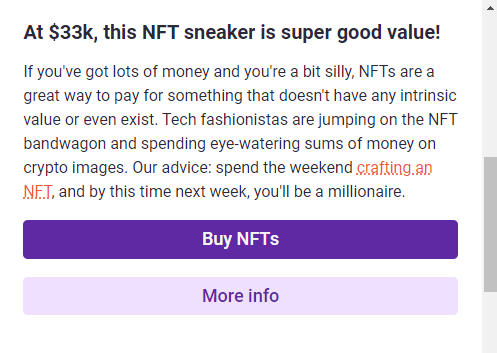 At $33k, this NFT sneaker is super good value!
If you've got lots of money and you're a bit silly, NFTs are a
great way to pay for something that doesn't have any intrinsic
value or even exist. Tech fashionistas are jumping on the NFT
bandwagon and spending eye-watering sums of money on
crypto images. Our advice: spend the weekend crafting an
NFT, and by this time next week, you'll be a millionaire.
Buy NFTs
More info